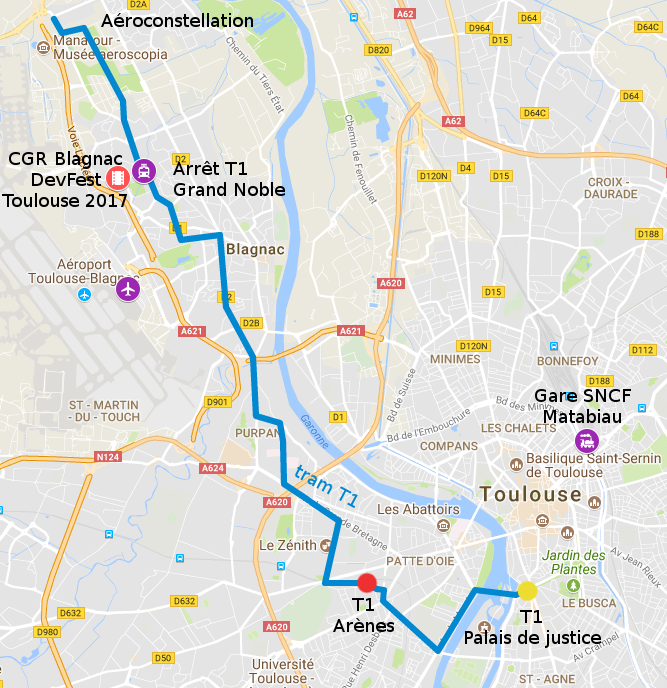 D2A
Aéroconstellation
A62
D964
D64C
Manatour -
Musée aeroscopia
Chemin du Tiers État
D820
D64
D64C
A62
Chemin de Fenouillet
CGR Blagnac
DevFest
Toulouse 2017
D2
Arrêt T1
Grand Noble
D4
D120N
D15
CROIX -
DAURADE
D188
Blagnac
Aéroport
Toulouse-Blagnac
A620
D2
D15
D2B
A621
A621
D120N
MINIMES
D112
BONNEFOY
D188
ST - MARTIN
- DU - TOUCH
D901
D1
Bd de Suisse
Gare SNCF
Matabiau
Bd des Minimes
LES CHALETS
PURPAN
Garonne
Bd de l'Embouchure
COMPANS
N124
A624
Basilique Saint-Sernin
de Toulouse
tram T1
A620
Toulouse
Les Abattoirs
de Bretagne
Le Zénith
PATTE D'OIE
Jardin des
Plantes
Av Jean Rieux
D632
D632
T1
Arènes
LE BUSCA
T1
Palais de justice
A620
D980
Rue Henri Desbals
Av Crampel
D50
Université
Toulouse -
ST - AGNE